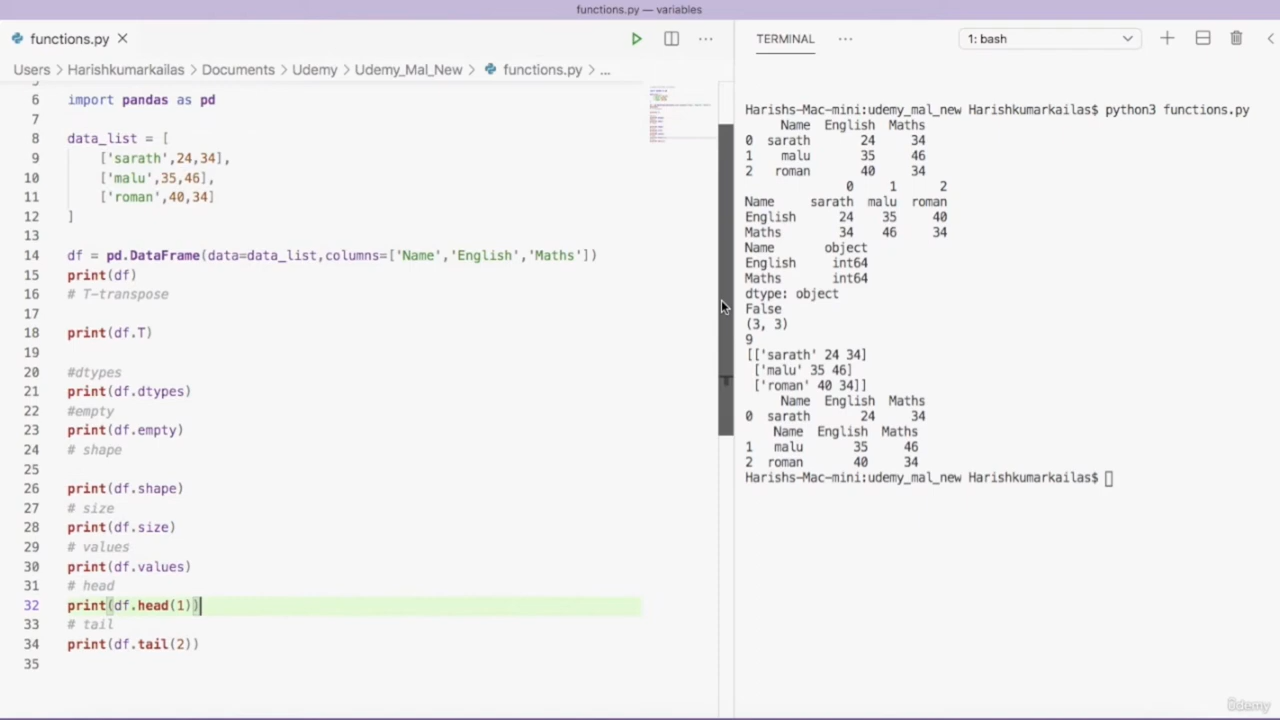 functions.py — variables
functions.py
Users > Harishkumarkailas > Documents > Udemy > Udemy_Mal_New > functions.py > ...
6 import pandas as pd
7
8 data_list = [
9 ['sarath',24,34],
10 ['malu',35,46],
11 ['roman',40,34]
12 ]
13
14 df = pd.DataFrame(data=data_list,columns=['Name','English','Maths'])
15 print(df)
16 # T-transpose
17
18 print(df.T)
19
20 #dtypes
21 print(df.dtypes)
22 #empty
23 print(df.empty)
24 # shape
25
26 print(df.shape)
27 # size
28 print(df.size)
29 # values
30 print(df.values)
31 # head
32 print(df.head(1))
33 # tail
34 print(df.tail(2))
35
TERMINAL
1: bash
Harishs-Mac-mini:udemy_mal_new Harishkumarkailas$ python3 functions.py
Name English Maths
0 sarath 24 34
1 malu 35 46
2 roman 40 34
0 1 2
Name sarath malu roman
English 24 35 40
Maths 34 46 34
Name object
English int64
Maths int64
dtype: object
False
(3, 3)
9
[['sarath' 24 34]
['malu' 35 46]
['roman' 40 34]]
Name English Maths
0 sarath 24 34
Name English Maths
1 malu 35 46
2 roman 40 34
Harishs-Mac-mini:udemy_mal_new Harishkumarkailas$
ûdemy